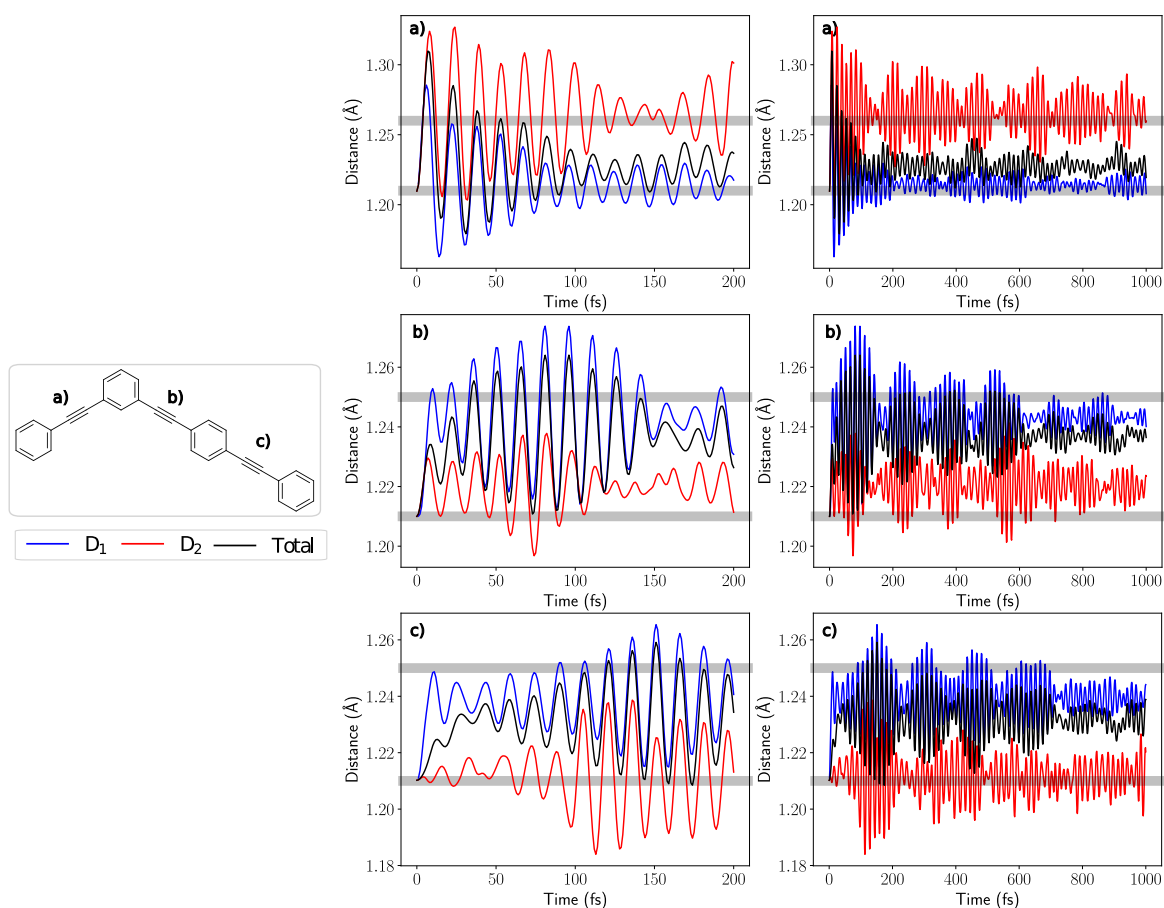 a)
b)
c)
D₁ D₂ Total
a)
Distance (Å)
1.30
1.25
1.20
0 50 100 150 200
Time (fs)
a)
Distance (Å)
1.30
1.25
1.20
0 200 400 600 800 1000
Time (fs)
b)
Distance (Å)
1.26
1.24
1.22
1.20
0 50 100 150 200
Time (fs)
b)
Distance (Å)
1.26
1.24
1.22
1.20
0 200 400 600 800 1000
Time (fs)
c)
Distance (Å)
1.26
1.24
1.22
1.20
1.18
0 50 100 150 200
Time (fs)
c)
Distance (Å)
1.26
1.24
1.22
1.20
1.18
0 200 400 600 800 1000
Time (fs)